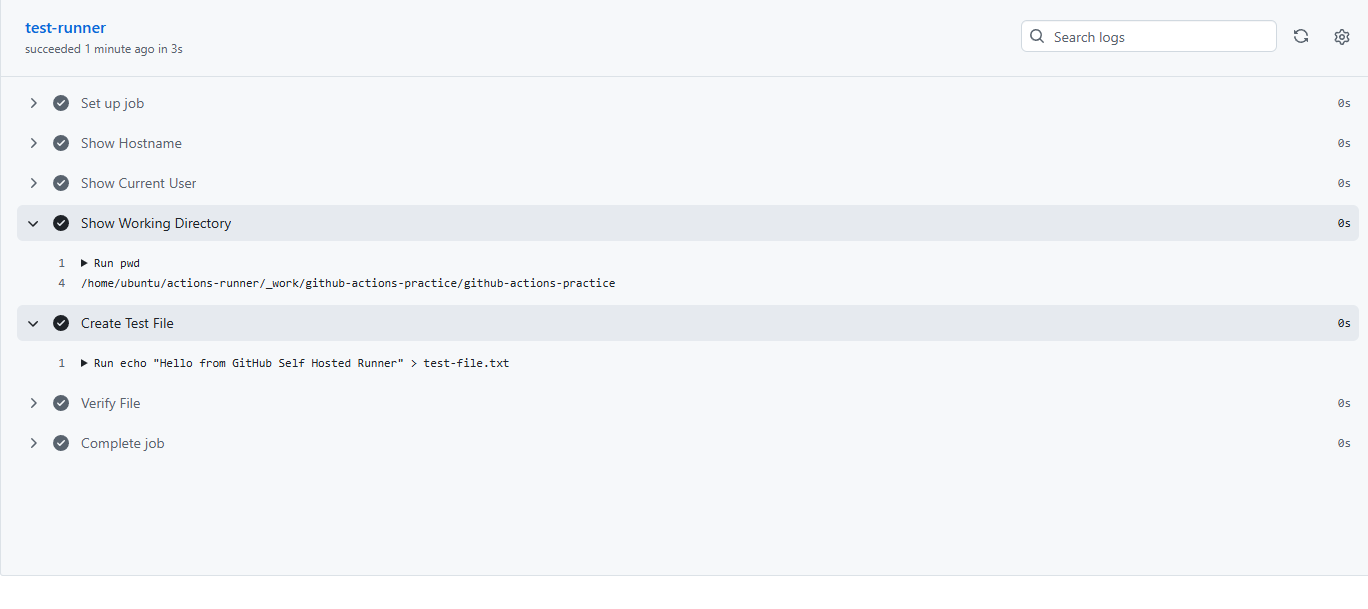 test-runner
succeeded 1 minute ago in 3s
Search logs
Set up job 0s
Show Hostname 0s
Show Current User 0s
Show Working Directory 0s
1 ▶ Run pwd
4 /home/ubuntu/actions-runner/_work/github-actions-practice/github-actions-practice
Create Test File 0s
1 ▶ Run echo "Hello from GitHub Self Hosted Runner" > test-file.txt
Verify File 0s
Complete job 0s